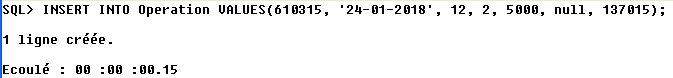 SQL> INSERT INTO Operation VALUES(610315, '24-01-2018', 12, 2, 5000, null, 137015);
1 ligne créée.
Ecoulé : 00 :00 :00.15